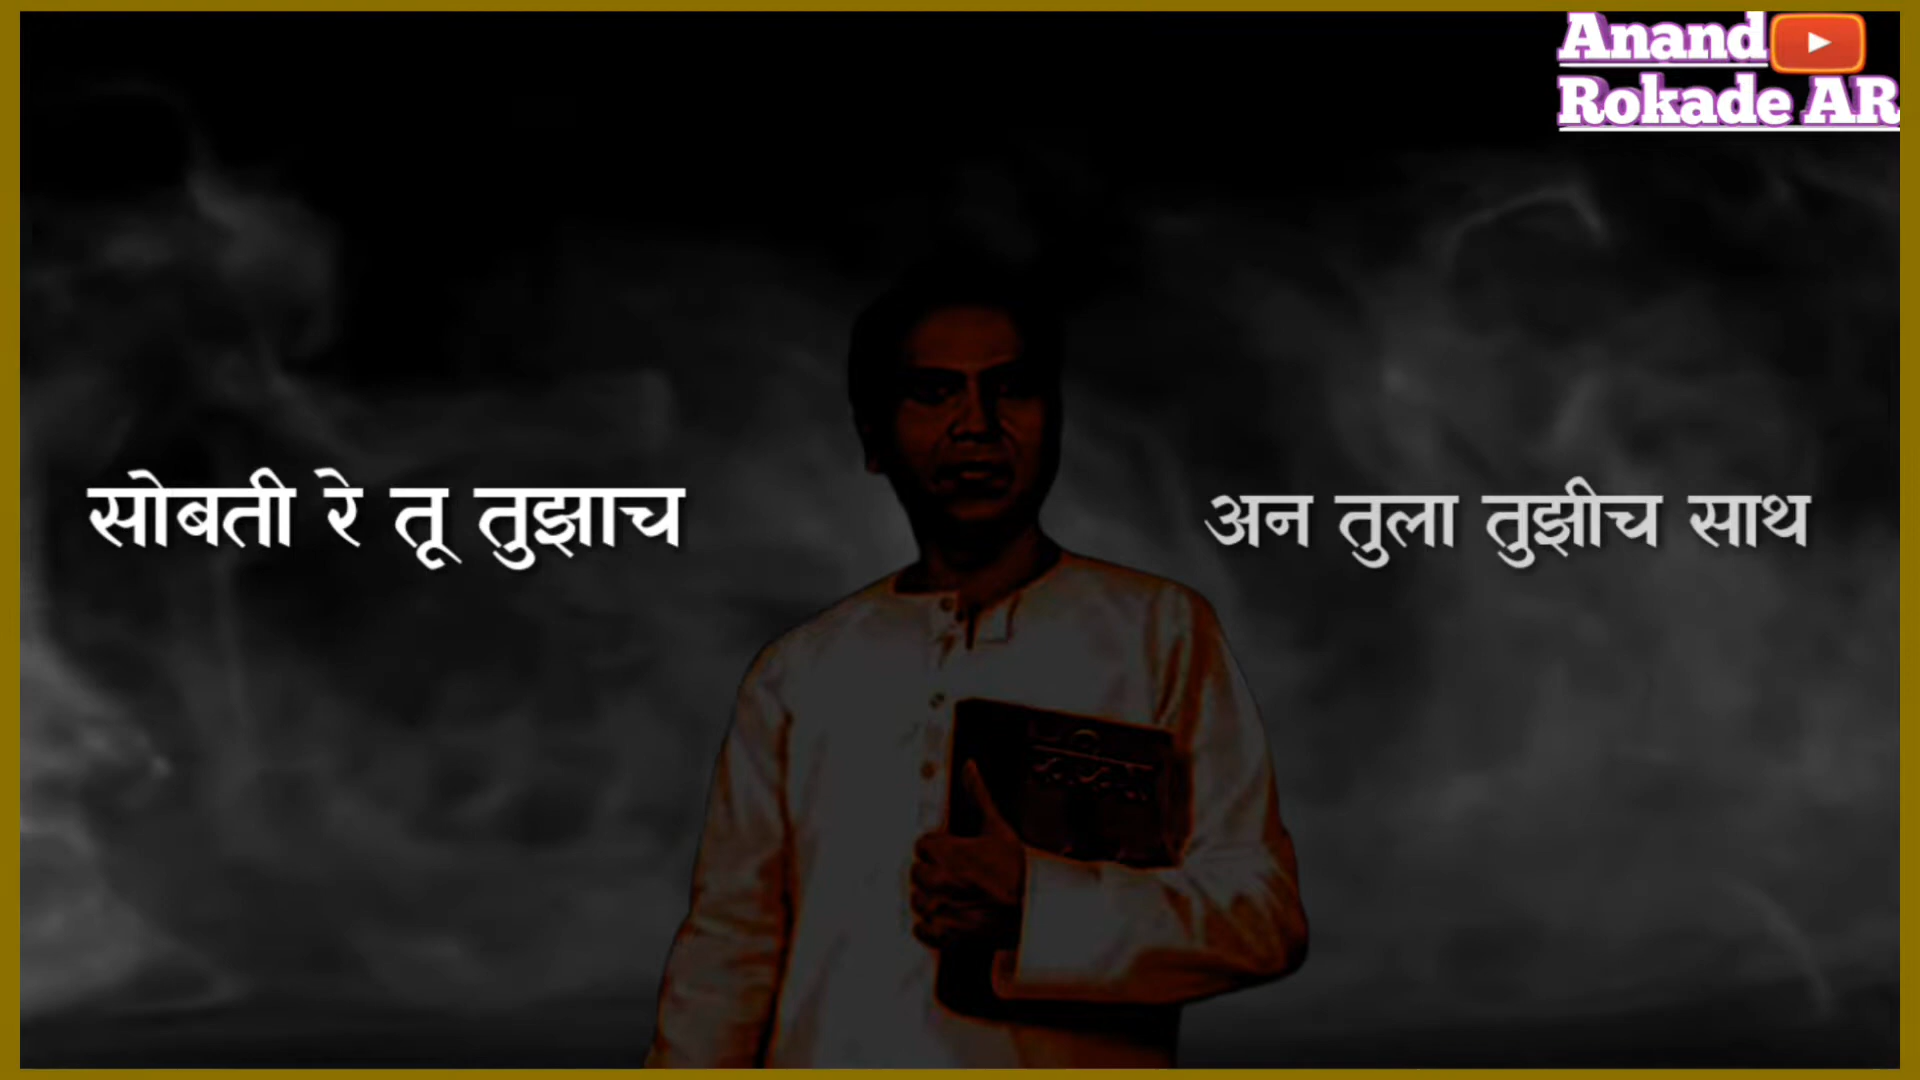 Anand
Rokade AR
सोबती रे तू तुझाच
अन तुला तुझीच साथ